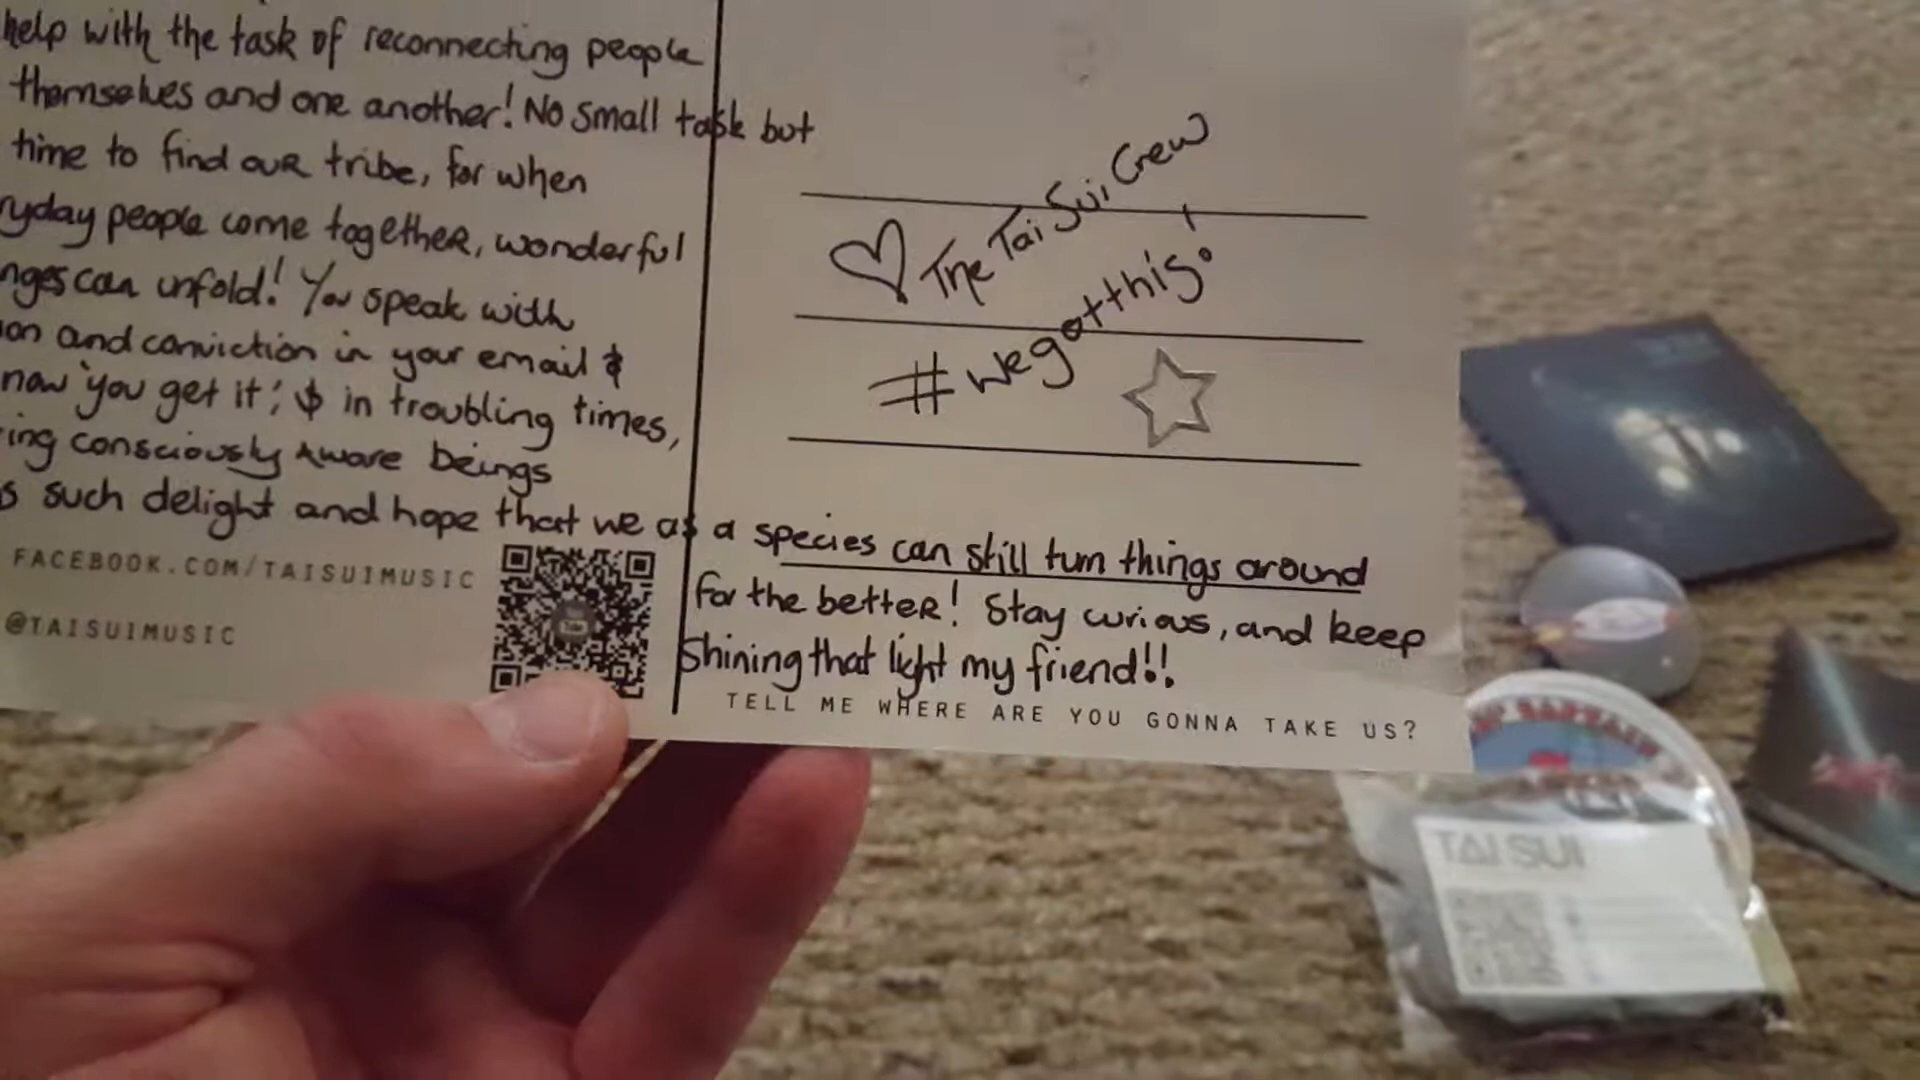 help with the task of reconnecting people
themselves and one another! No small task but
time to find our tribe, for when
ryday people come together, wonderful
nges can unfold! You speak with
on and conviction in your email &
now 'you get it', & in troubling times,
ing consciously aware beings
s such delight and hope that we as a species can still turn things around
for the better! Stay curious, and keep
shining that light my friend!!
♡ The Tai Sui Crew
#wegotthis!
FACEBOOK.COM/TAISUIMUSIC
@TAISUIMUSIC
TELL ME WHERE ARE YOU GONNA TAKE US?
TAI SUI